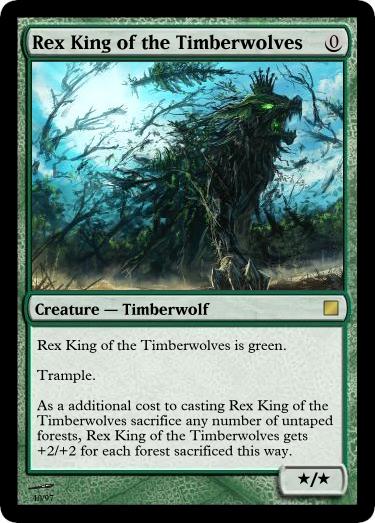 Rex King of the Timberwolves 0
Creature — Timberwolf
Rex King of the Timberwolves is green.
Trample.
As a additional cost to casting Rex King of the
Timberwolves sacrifice any number of untaped
forests, Rex King of the Timberwolves gets
+2/+2 for each forest sacrificed this way.
★/★
40/97